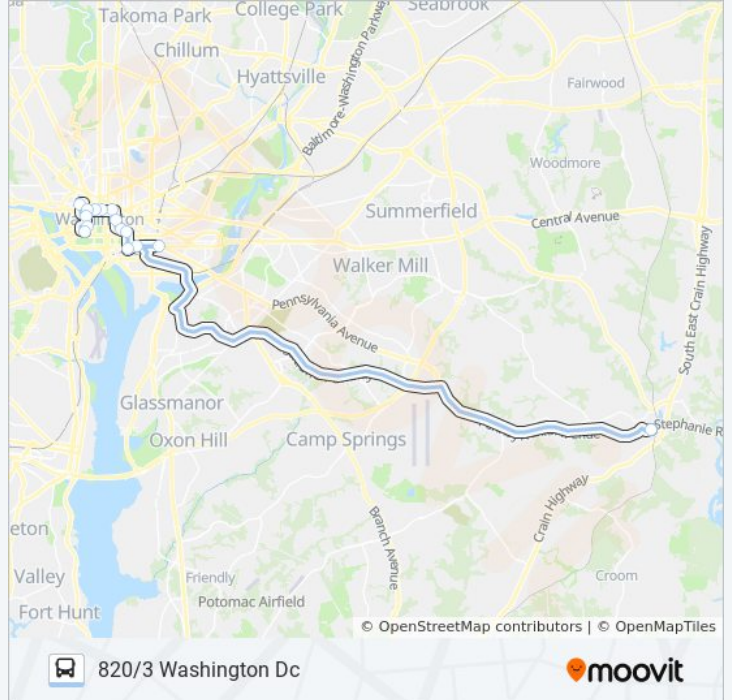 Takoma Park
College Park
Seabrook
Chillum
Hyattsville
Baltimore-Washington Parkway
Fairwood
Woodmore
Washington
Summerfield
Central Avenue
Walker Mill
South East Crain Highway
Pennsylvania Avenue
Glassmanor
Oxon Hill
Camp Springs
Stephanie R
Crain Highway
Branch Avenue
eton
Valley
Friendly
Croom
Potomac Airfield
Fort Hunt
© OpenStreetMap contributors | © OpenMapTiles
820/3 Washington Dc
moovit